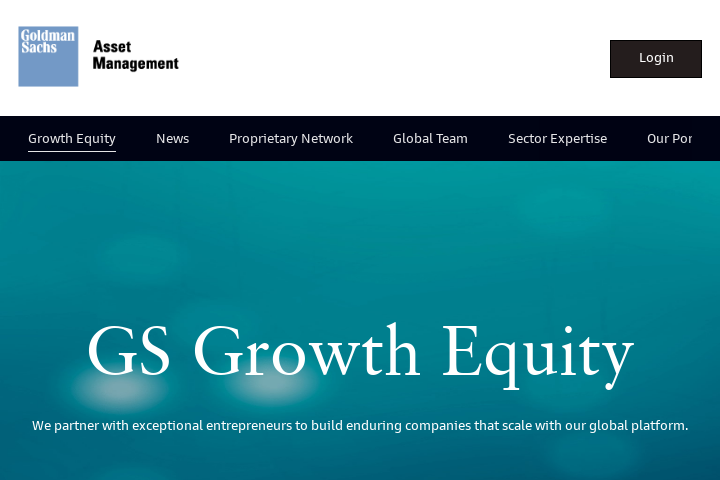 Goldman
Sachs
Asset
Management
Login
Growth Equity
News
Proprietary Network
Global Team
Sector Expertise
Our Por
GS Growth Equity
We partner with exceptional entrepreneurs to build enduring companies that scale with our global platform.